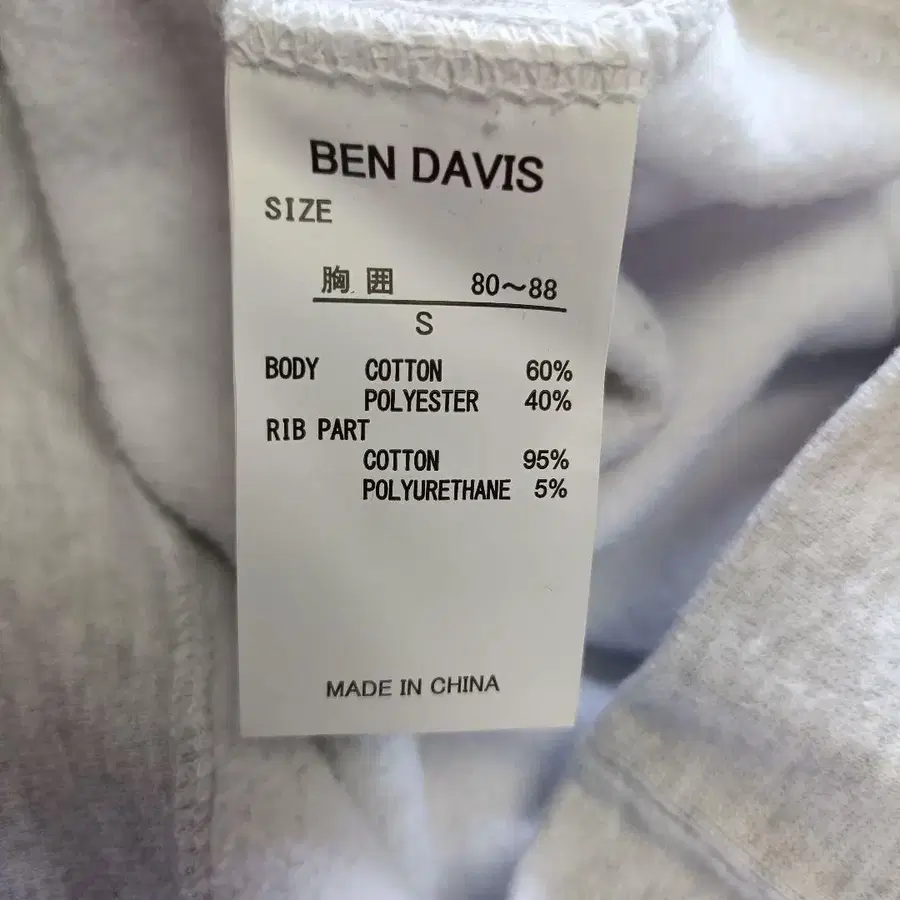 BEN DAVIS
SIZE
胸囲 80～88
S
BODY COTTON 60%
POLYESTER 40%
RIB PART
COTTON 95%
POLYURETHANE 5%
MADE IN CHINA